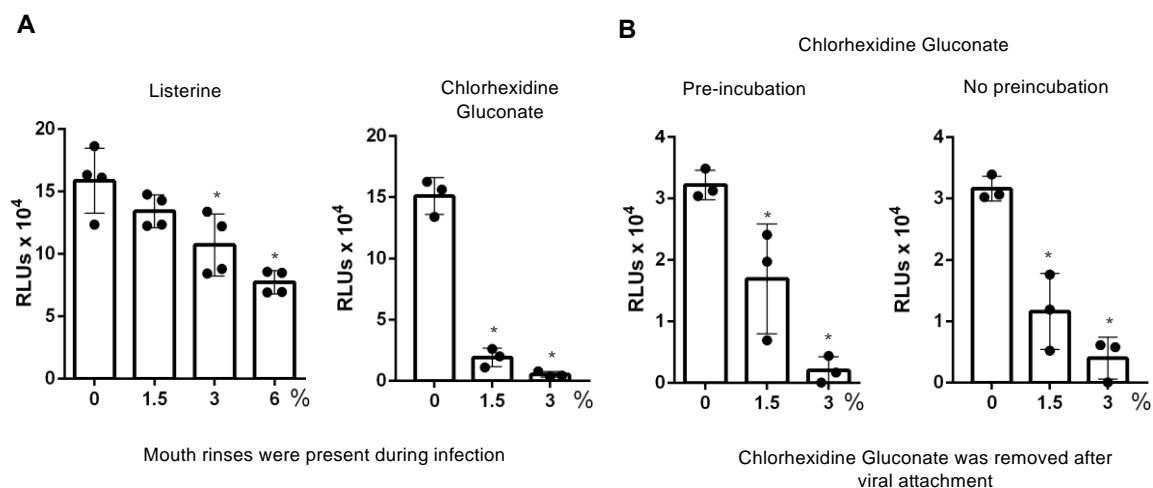 A
Listerine
RLUs x 10⁴
20
15
10
5
0
0 1.5 3 6 %
* *
Chlorhexidine
Gluconate
RLUs x 10⁴
20
15
10
5
0
0 1.5 3 %
* *
Mouth rinses were present during infection
B
Chlorhexidine Gluconate
Pre-incubation
RLUs x 10⁴
4
3
2
1
0
0 1.5 3 %
* *
No preincubation
RLUs x 10⁴
4
3
2
1
0
0 1.5 3 %
* *
Chlorhexidine Gluconate was removed after
viral attachment